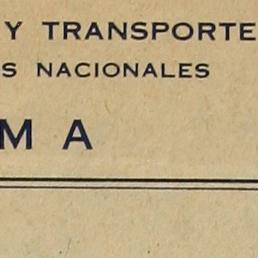 Y TRANSPORTE
S NACIONALES
M A